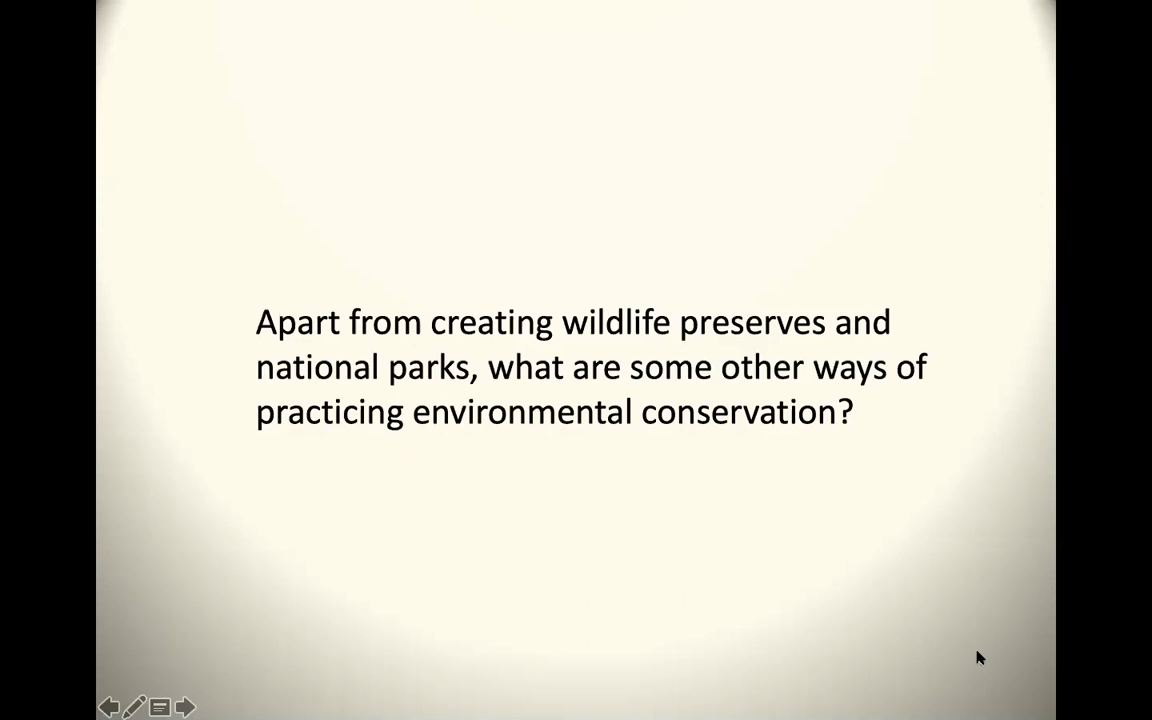 Apart from creating wildlife preserves and
national parks, what are some other ways of
practicing environmental conservation?